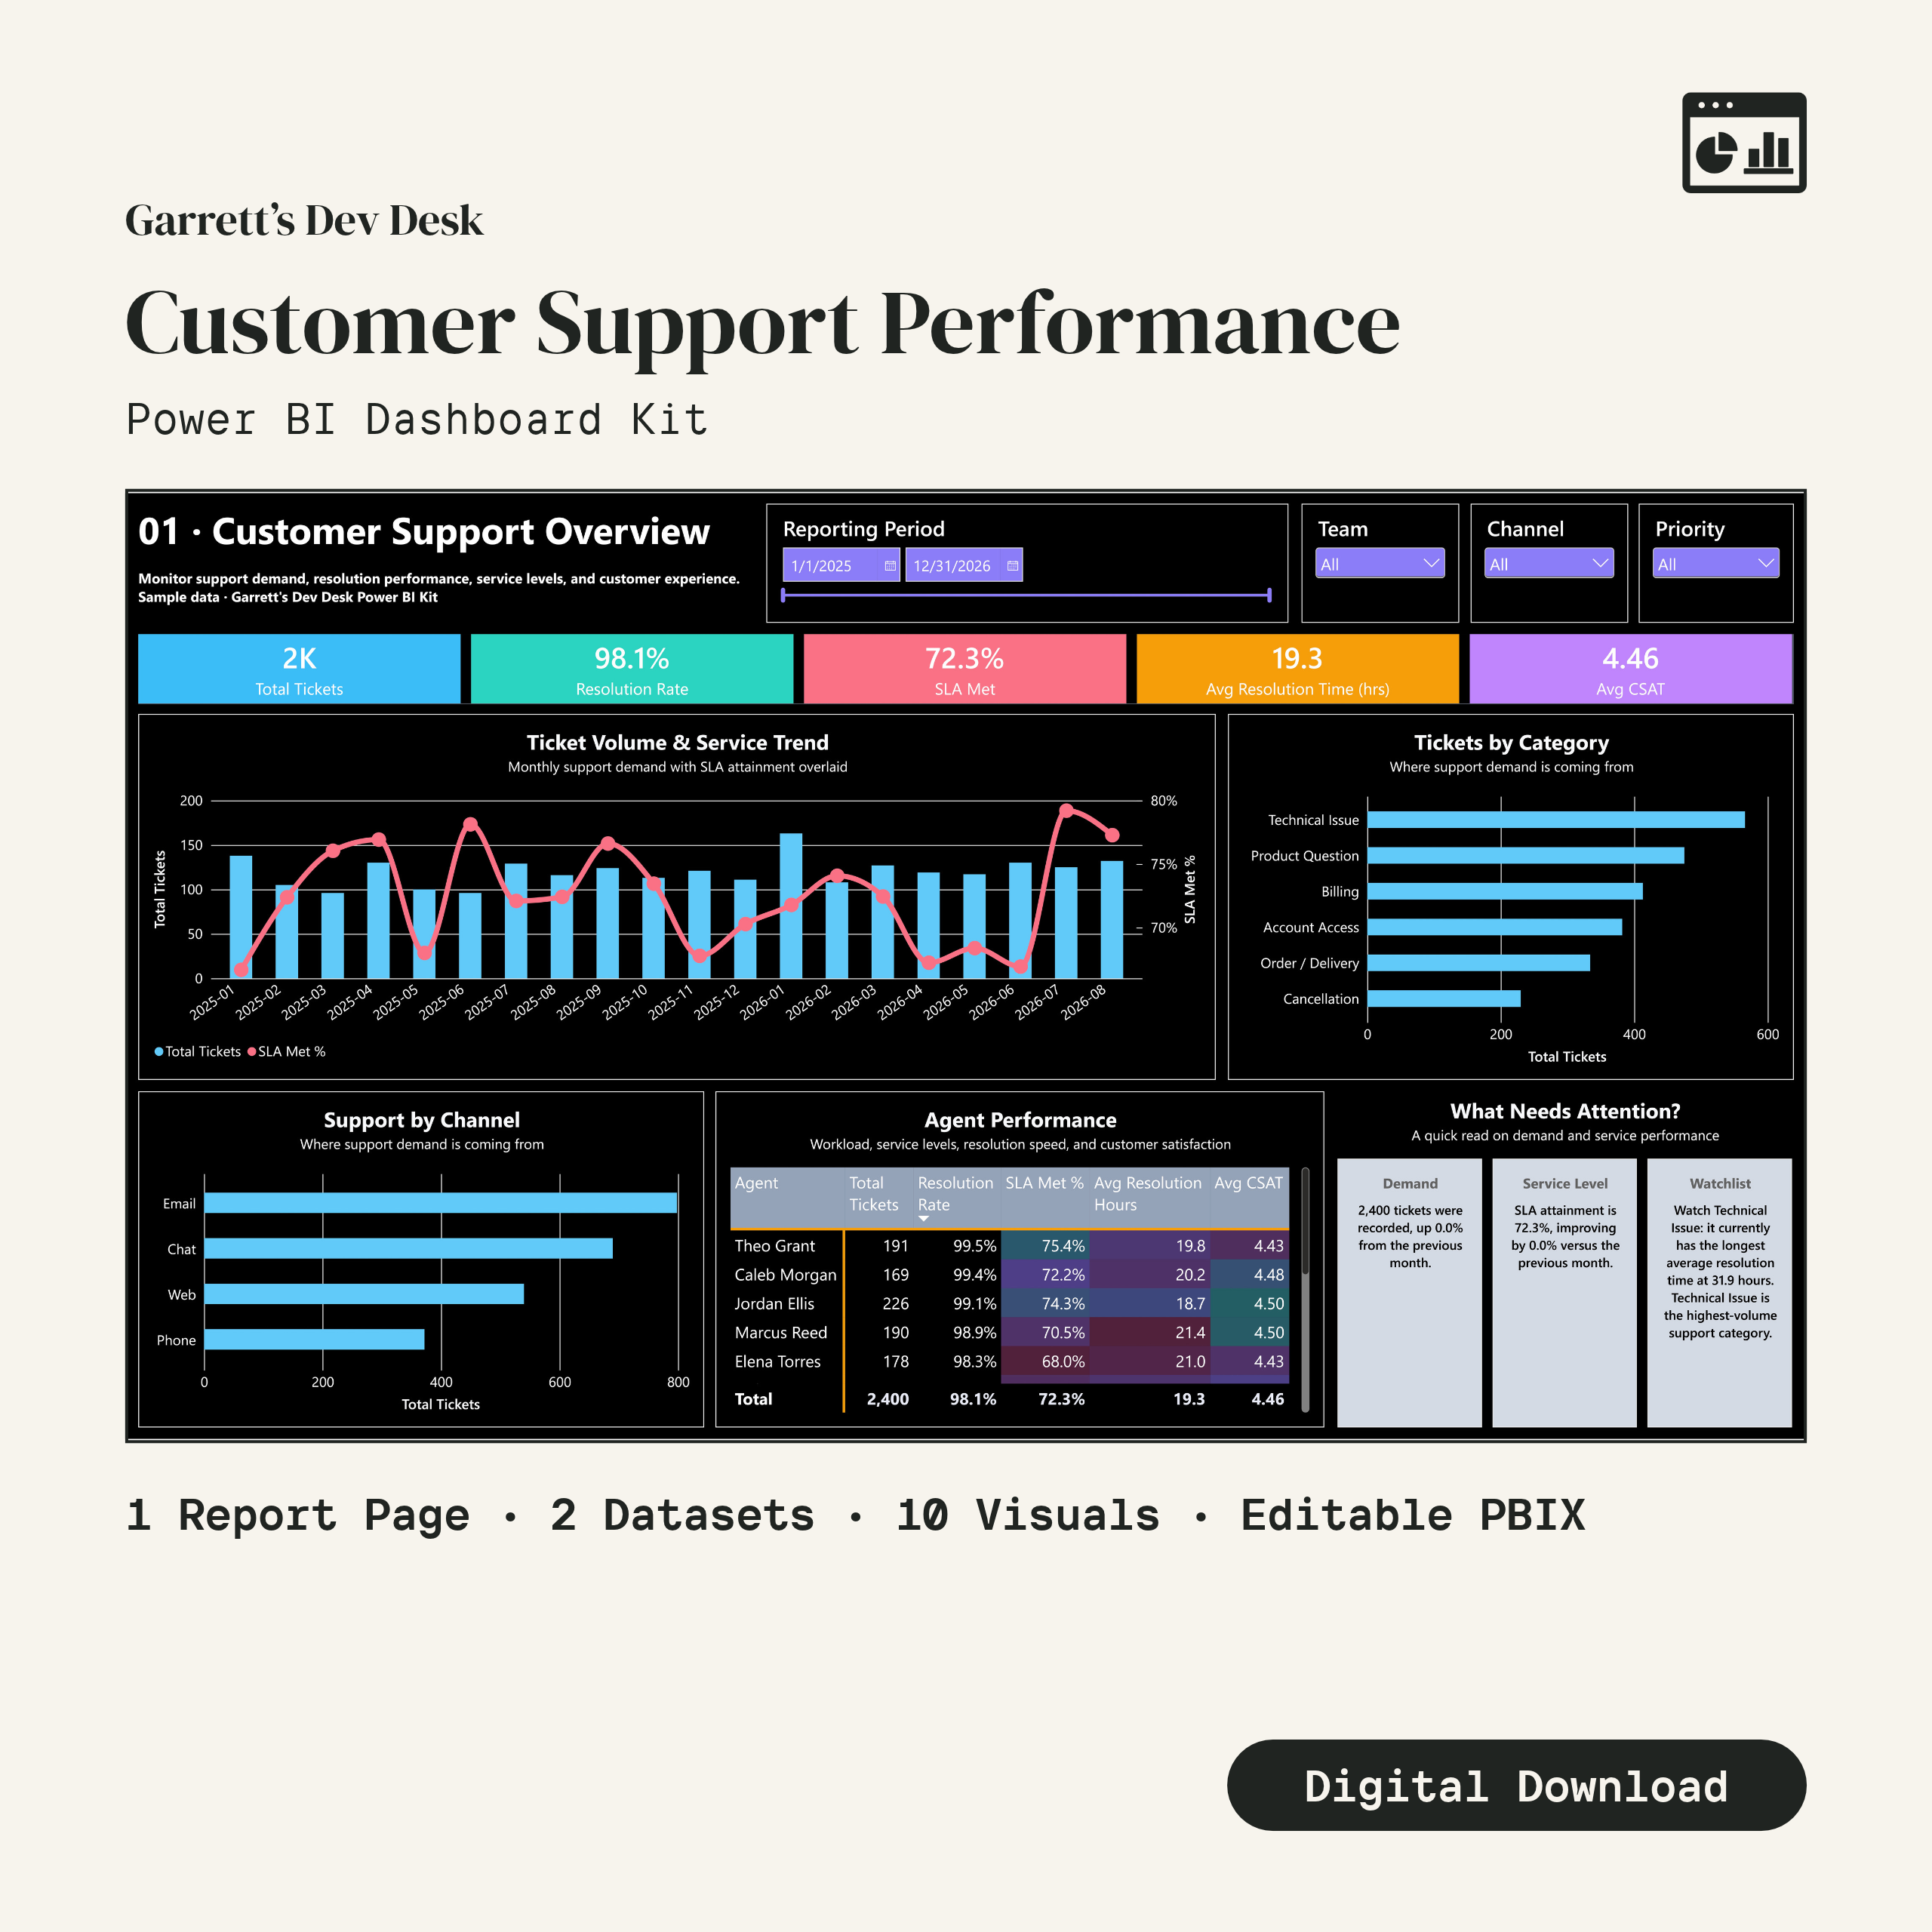 Garrett’s Dev Desk
Customer Support Performance
Power BI Dashboard Kit
01 · Customer Support Overview
Monitor support demand, resolution performance, service levels, and customer experience.
Sample data · Garrett's Dev Desk Power BI Kit
Reporting Period
1/1/2025
12/31/2026
Team
All
Channel
All
Priority
All
2K
Total Tickets
98.1%
Resolution Rate
72.3%
SLA Met
19.3
Avg Resolution Time (hrs)
4.46
Avg CSAT
Ticket Volume & Service Trend
Monthly support demand with SLA attainment overlaid
Total Tickets
200
150
100
50
0
80%
75%
70%
SLA Met %
2025-01
2025-02
2025-03
2025-04
2025-05
2025-06
2025-07
2025-08
2025-09
2025-10
2025-11
2025-12
2026-01
2026-02
2026-03
2026-04
2026-05
2026-06
2026-07
2026-08
Total Tickets SLA Met %
Tickets by Category
Where support demand is coming from
Technical Issue
Product Question
Billing
Account Access
Order / Delivery
Cancellation
0 200 400 600
Total Tickets
Support by Channel
Where support demand is coming from
Email
Chat
Web
Phone
0 200 400 600 800
Total Tickets
Agent Performance
Workload, service levels, resolution speed, and customer satisfaction
Agent Total Resolution SLA Met % Avg Resolution Avg CSAT
Tickets Rate Hours
Theo Grant 191 99.5% 75.4% 19.8 4.43
Caleb Morgan 169 99.4% 72.2% 20.2 4.48
Jordan Ellis 226 99.1% 74.3% 18.7 4.50
Marcus Reed 190 98.9% 70.5% 21.4 4.50
Elena Torres 178 98.3% 68.0% 21.0 4.43
Total 2,400 98.1% 72.3% 19.3 4.46
What Needs Attention?
A quick read on demand and service performance
Demand
2,400 tickets were
recorded, up 0.0%
from the previous
month.
Service Level
SLA attainment is
72.3%, improving
by 0.0% versus the
previous month.
Watchlist
Watch Technical
Issue: it currently
has the longest
average resolution
time at 31.9 hours.
Technical Issue is
the highest-volume
support category.
1 Report Page · 2 Datasets · 10 Visuals · Editable PBIX
Digital Download